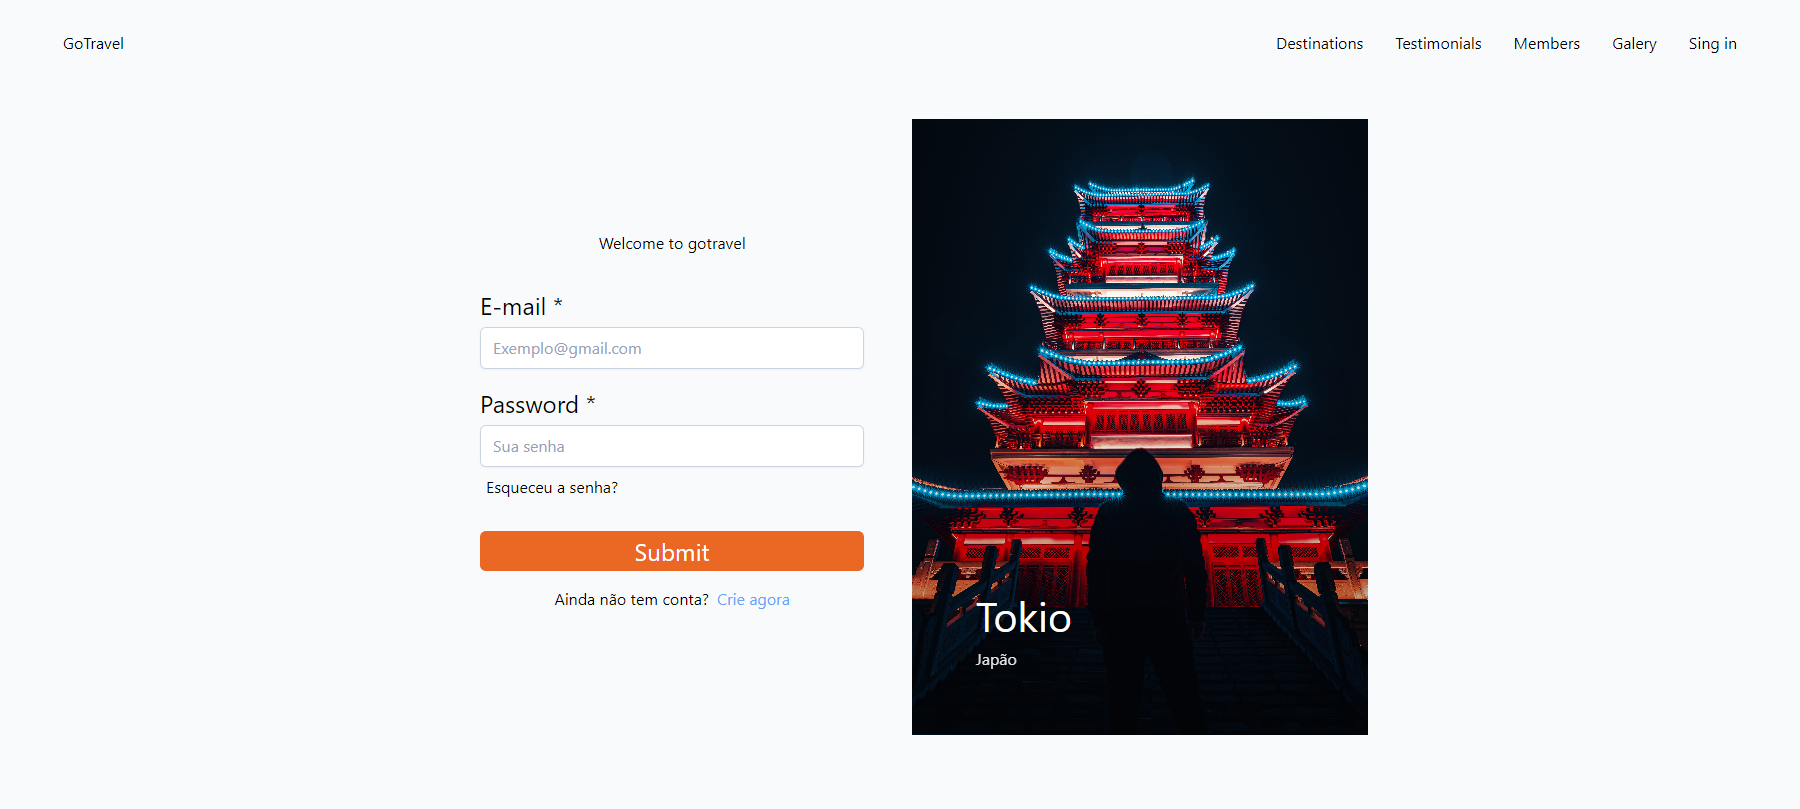 GoTravel
Destinations Testimonials Members Galery Sing in
Welcome to gotravel
E-mail *
Exemplo@gmail.com
Password *
Sua senha
Esqueceu a senha?
Submit
Ainda não tem conta? Crie agora
Tokio
Japão